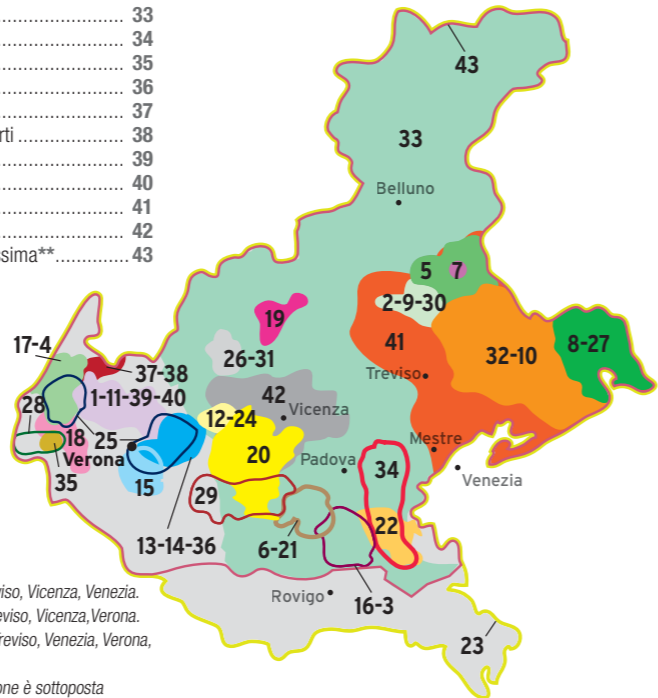 ................ 33
................ 34
................ 35
................ 36
................ 37
rti ................ 38
................ 39
................ 40
................ 41
................ 42
ssima**.............. 43
43
33
Belluno
5
7
2-9-30
19
41
32-10
8-27
17-4
26-31
37-38
Treviso
1-11-39-40
42
28
12-24
Vicenza
25
18
Verona
20
Mestre
34
Padova
Venezia
35
15
29
22
13-14-36
6-21
16-3
Rovigo
23
viso, Vicenza, Venezia.
eviso, Vicenza,Verona.
Treviso, Venezia, Verona,
one è sottoposta